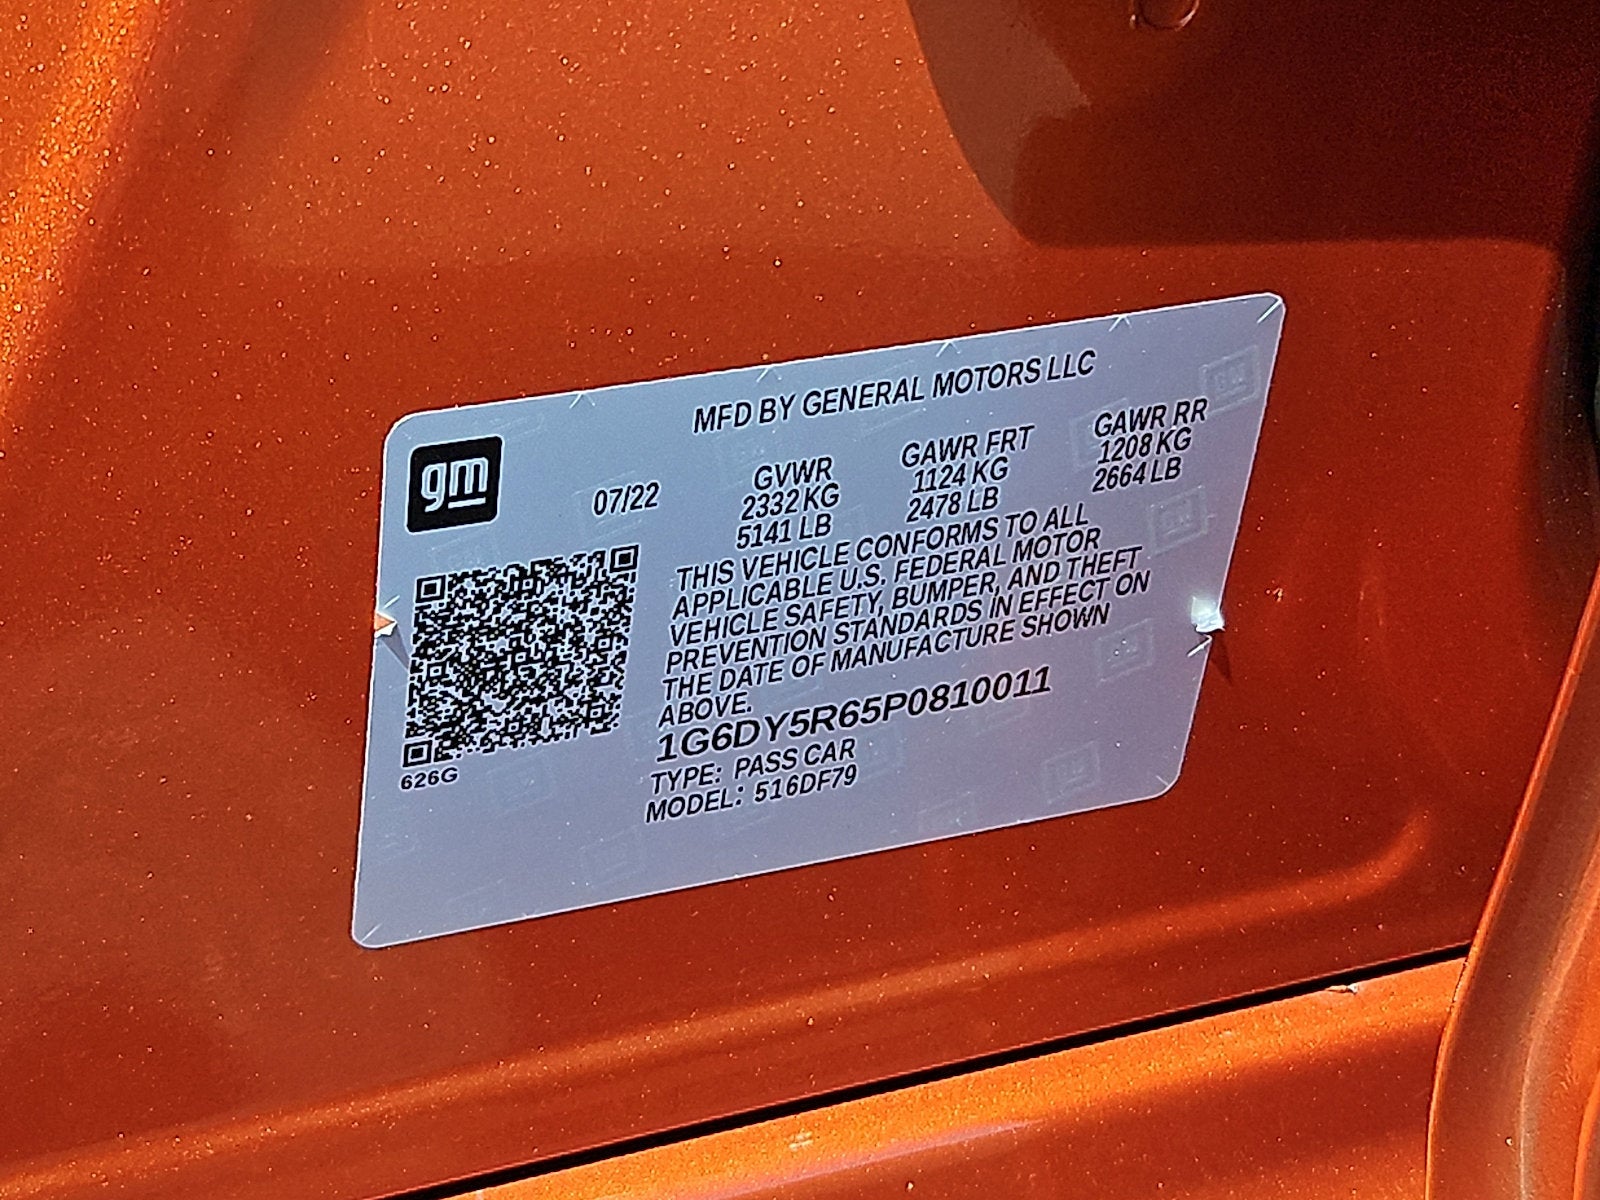 MFD BY GENERAL MOTORS LLC
gm
07/22
GVWR
2332 KG
5141 LB
GAWR FRT
1124 KG
2478 LB
GAWR RR
1208 KG
2664 LB
THIS VEHICLE CONFORMS TO ALL
APPLICABLE U.S. FEDERAL MOTOR
VEHICLE SAFETY, BUMPER, AND THEFT
PREVENTION STANDARDS IN EFFECT ON
THE DATE OF MANUFACTURE SHOWN
ABOVE.
1G6DY5R65P0810011
TYPE: PASS CAR
MODEL: 516DF79
626G